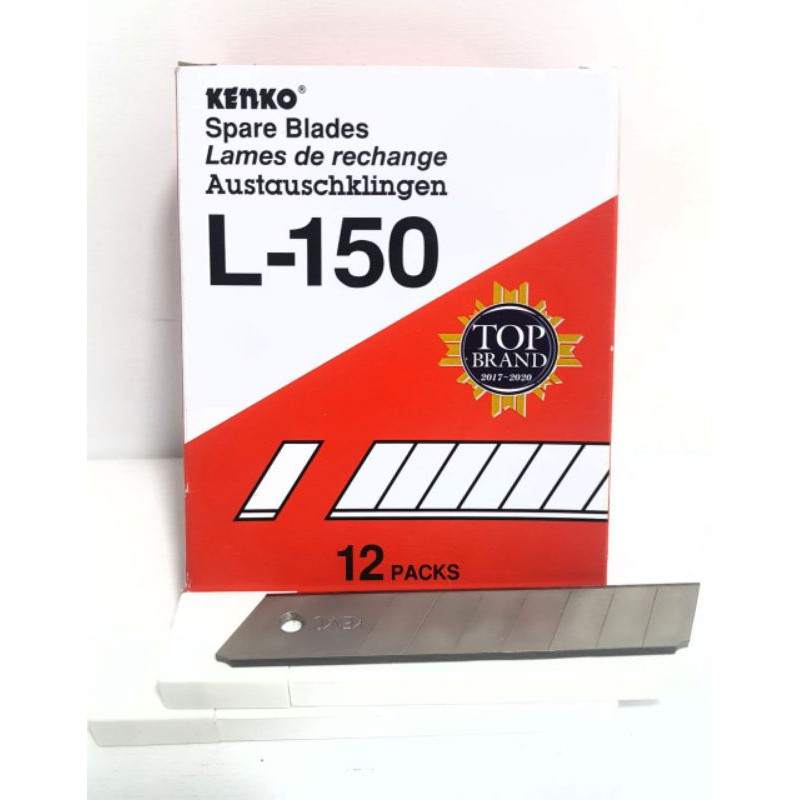 KENKO®
Spare Blades
Lames de rechange
Austauschklingen
L-150
TOP
BRAND
2017-2020
12 PACKS